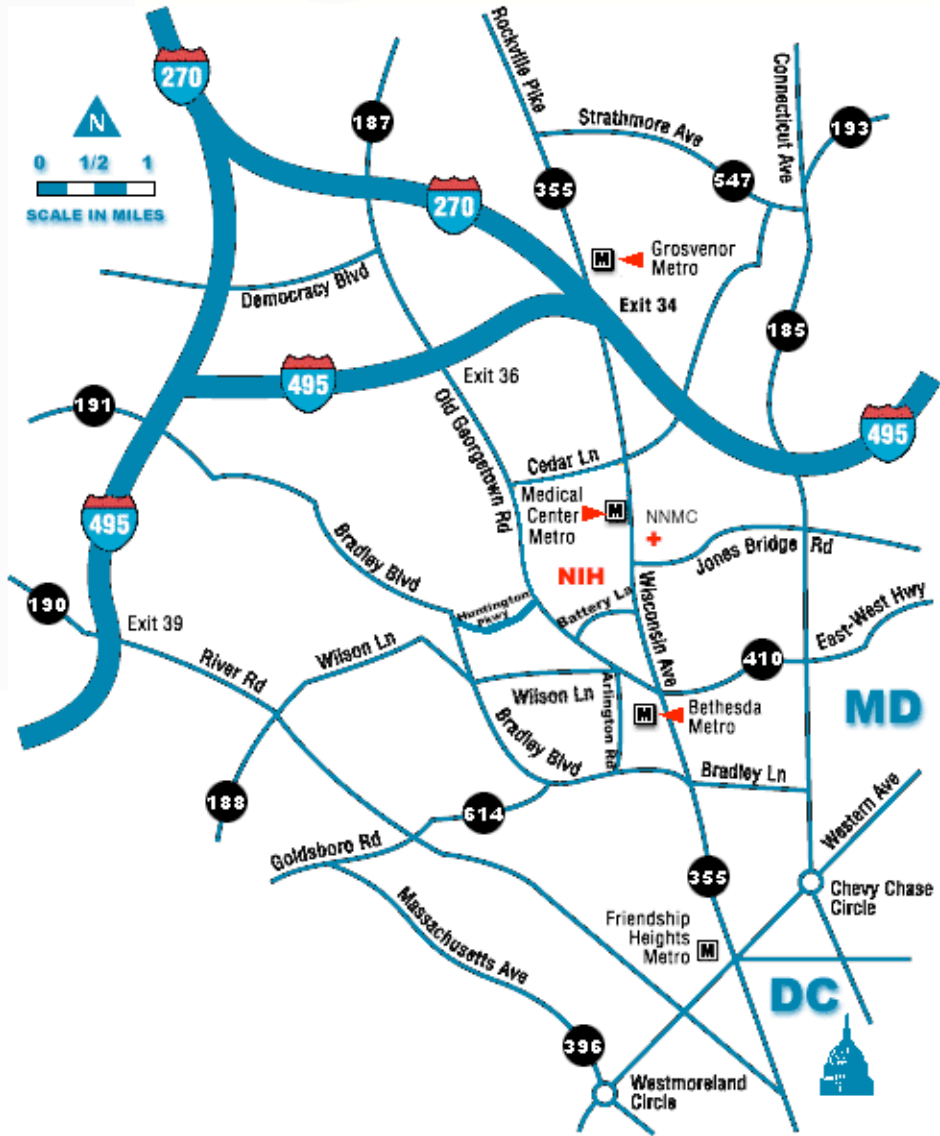 270
Rockville Pike
Connecticut Ave
N
187
Strathmore Ave
193
0 1/2 1
SCALE IN MILES
355
547
270
Grosvenor
Metro
M
Democracy Blvd
Exit 34
185
495
Exit 36
191
Old Georgetown Rd
495
Cedar Ln
Medical
Center
Metro
M
NNMC
495
Bradley Blvd
Jones Bridge Rd
NIH
190
Huntington
Pkwy
Battery La
Wisconsin Ave
East-West Hwy
Exit 39
River Rd
Wilson Ln
410
Wilson Ln
Arlington Rd
M
Bethesda
Metro
MD
Bradley Blvd
Bradley Ln
188
614
Western Ave
Goldsboro Rd
355
Chevy Chase
Circle
Massachusetts Ave
Friendship
Heights
Metro
M
DC
396
Westmoreland
Circle